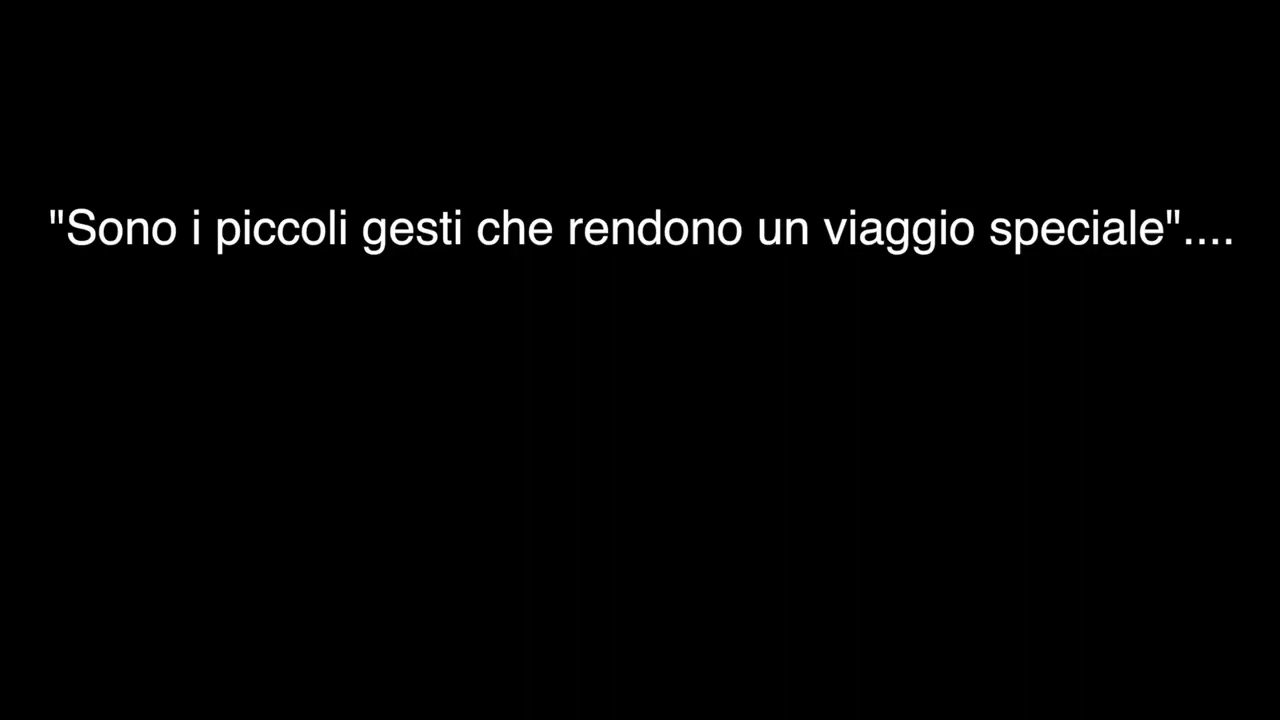 "Sono i piccoli gesti che rendono un viaggio speciale"....